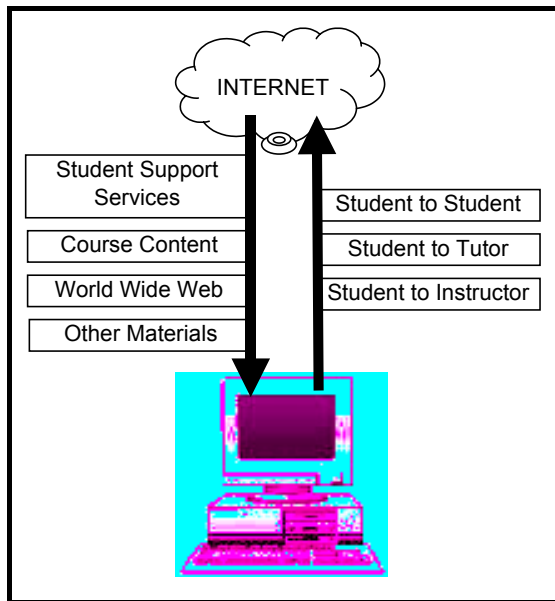 INTERNET
Student Support
Services
Course Content
World Wide Web
Other Materials
Student to Student
Student to Tutor
Student to Instructor